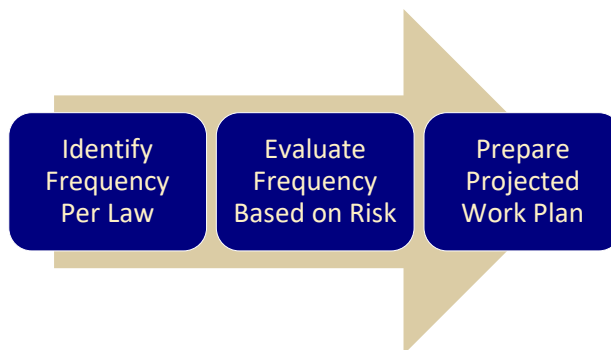 Identify
Frequency
Per Law
Evaluate
Frequency
Based on Risk
Prepare
Projected
Work Plan